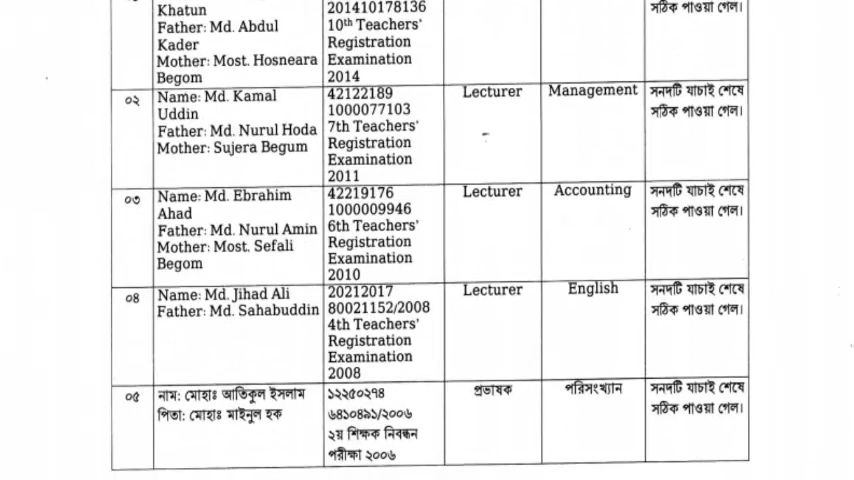 Khatun
Father: Md. Abdul
Kader
Mother: Most. Hosneara
Begom
201410178136
10th Teachers'
Registration
Examination
2014
সঠিক পাওয়া গেল।
০২
Name: Md. Kamal
Uddin
Father: Md. Nurul Hoda
Mother: Sujera Begum
42122189
1000077103
7th Teachers'
Registration
Examination
2011
Lecturer
Management
সনদটি যাচাই শেষে
সঠিক পাওয়া গেল।
০৩
Name: Md. Ebrahim
Ahad
Father: Md. Nurul Amin
Mother: Most. Sefali
Begom
42219176
1000009946
6th Teachers'
Registration
Examination
2010
Lecturer
Accounting
সনদটি যাচাই শেষে
সঠিক পাওয়া গেল।
০৪
Name: Md. Jihad Ali
Father: Md. Sahabuddin
20212017
80021152/2008
4th Teachers'
Registration
Examination
2008
Lecturer
English
সনদটি যাচাই শেষে
সঠিক পাওয়া গেল।
০৫
নাম: মোহাঃ আতিকুল ইসলাম
পিতা: মোহাঃ মাইনুল হক
১২২৫০২৭৪
৬৪১০৪৯১/২০০৬
২য় শিক্ষক নিবন্ধন
পরীক্ষা ২০০৬
প্রভাষক
পরিসংখ্যান
সনদটি যাচাই শেষে
সঠিক পাওয়া গেল।